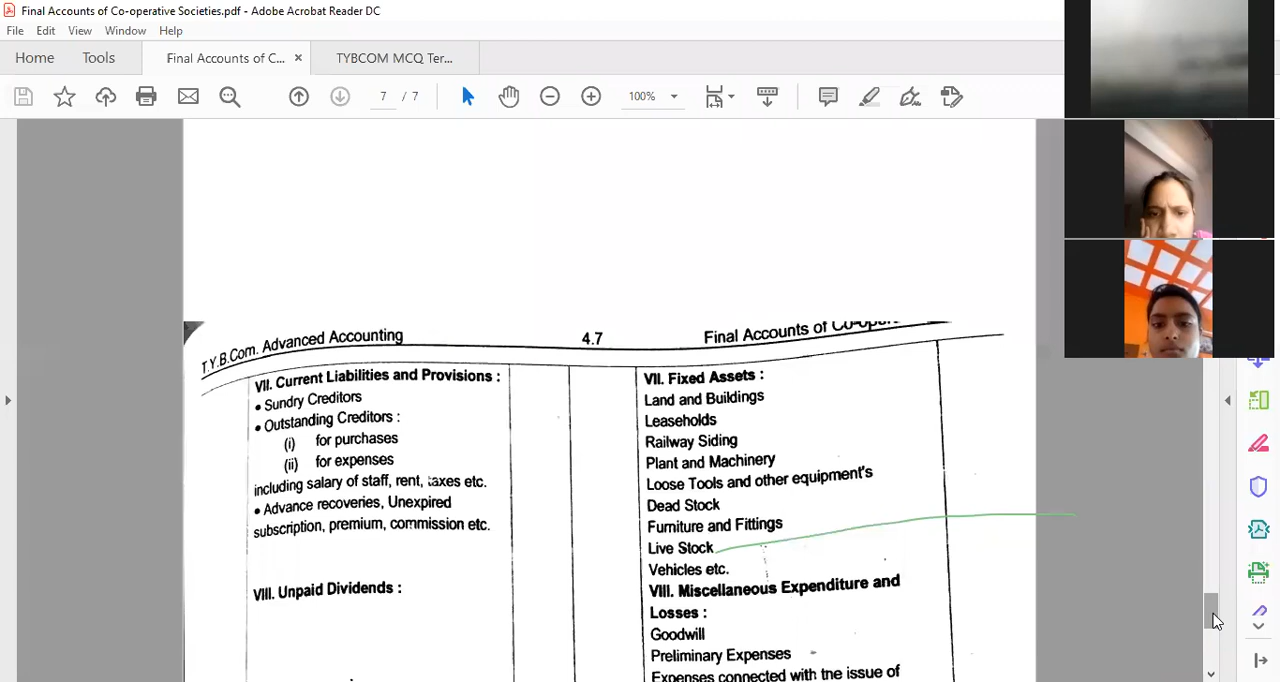 Final Accounts of Co-operative Societies.pdf - Adobe Acrobat Reader DC
File Edit View Window Help
Home Tools Final Accounts of C... × TYBCOM MCQ Ter...
7 / 7 100%
T.Y.B.Com. Advanced Accounting 4.7 Final Accounts of
VII. Current Liabilities and Provisions :
• Sundry Creditors
• Outstanding Creditors :
(i) for purchases
(ii) for expenses
including salary of staff, rent, taxes etc.
• Advance recoveries, Unexpired
subscription, premium, commission etc.
VIII. Unpaid Dividends :
VII. Fixed Assets :
Land and Buildings
Leaseholds
Railway Siding
Plant and Machinery
Loose Tools and other equipment's
Dead Stock
Furniture and Fittings
Live Stock
Vehicles etc.
VIII. Miscellaneous Expenditure and
Losses :
Goodwill
Preliminary Expenses
Expenses connected with the issue of